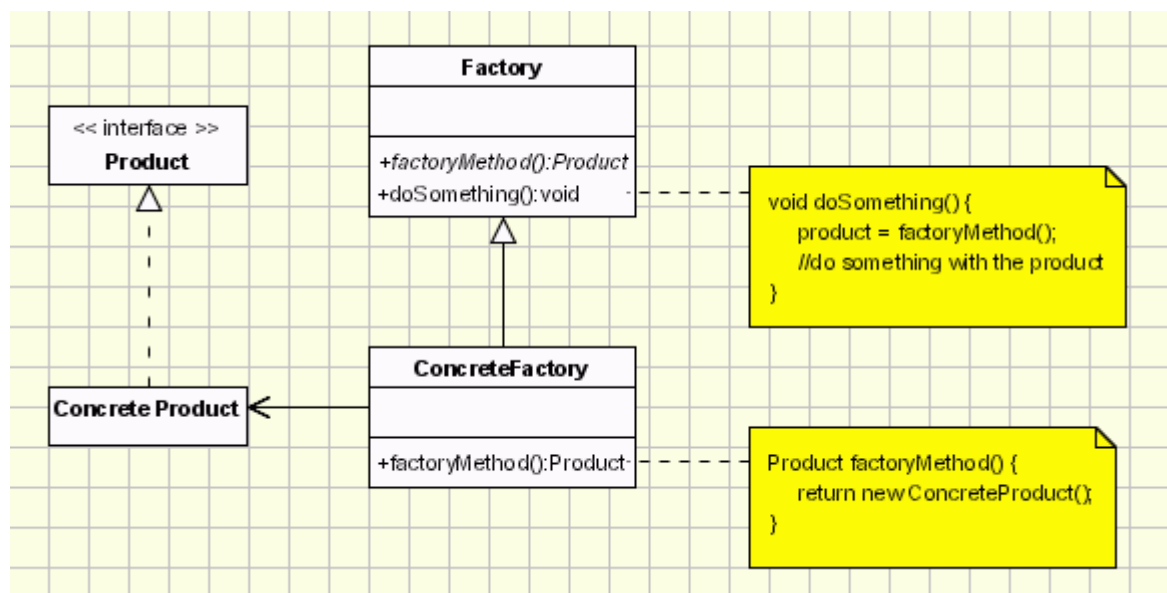 Factory
+factoryMethod():Product
+doSomething():void
<< interface >>
Product
void doSomething() {
product = factoryMethod();
//do something with the product
}
ConcreteFactory
+factoryMethod():Product
Concrete Product
Product factoryMethod() {
return new ConcreteProduct();
}